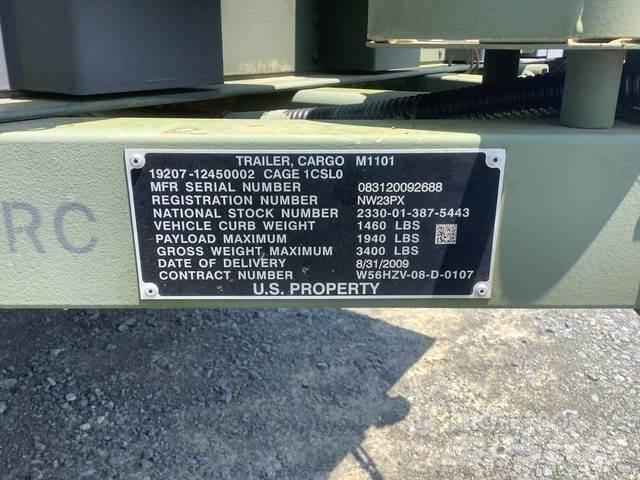 TRAILER, CARGO M1101
19207-12450002 CAGE 1CSL0
MFR SERIAL NUMBER 083120092688
REGISTRATION NUMBER NW23PX
NATIONAL STOCK NUMBER 2330-01-387-5443
VEHICLE CURB WEIGHT 1460 LBS
PAYLOAD MAXIMUM 1940 LBS
GROSS WEIGHT MAXIMUM 3400 LBS
DATE OF DELIVERY 8/31/2009
CONTRACT NUMBER W56HZV-08-D-0107
U.S. PROPERTY
RC